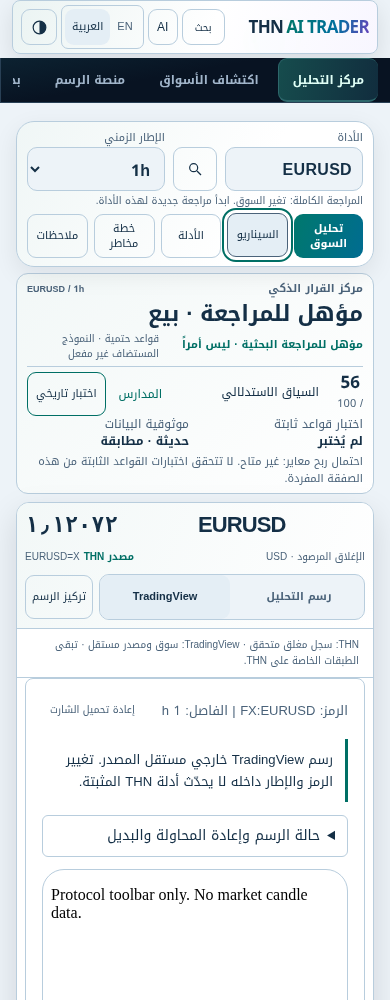 THN AI TRADER
بحث
AI
EN
العربية
مركز التحليل
اكتشاف الأسواق
منصة الرسم
الأداة
الإطار الزمني
EURUSD
1h
المراجعة الكاملة: تغير السوق. ابدأ مراجعة جديدة لهذه الأداة.
تحليل السوق
السيناريو
الأدلة
خطة مخاطر
ملاحظات
مركز القرار الذكي
EURUSD / 1h
مؤهل للمراجعة · بيع
مؤهل للمراجعة البحثية · ليس أمراً
قواعد حتمية · النموذج المستضاف غير مفعل
56
/ 100
السياق الاستدلالي
المدارس
اختبار تاريخي
اختبار قواعد ثابتة
لم يُختبر
موثوقية البيانات
حديثة · مطابقة
احتمال ربح معاير: غير متاح. لا تتحقق اختبارات القواعد الثابتة من هذه الصفقة المفردة.
EURUSD
١٫١٢٠٧٢
الإغلاق المرصود · USD
مصدر THN EURUSD=X
رسم التحليل
TradingView
تركيز الرسم
THN: سجل مغلق متحقق · TradingView: سوق ومصدر مستقل · تبقى الطبقات الخاصة على THN.
الرمز: FX:EURUSD | الفاصل: 1 h
إعادة تحميل الشارت
رسم TradingView خارجي مستقل المصدر. تغيير الرمز والإطار داخله لا يحدّث أدلة THN المثبتة.
حالة الرسم وإعادة المحاولة والبديل
Protocol toolbar only. No market candle data.